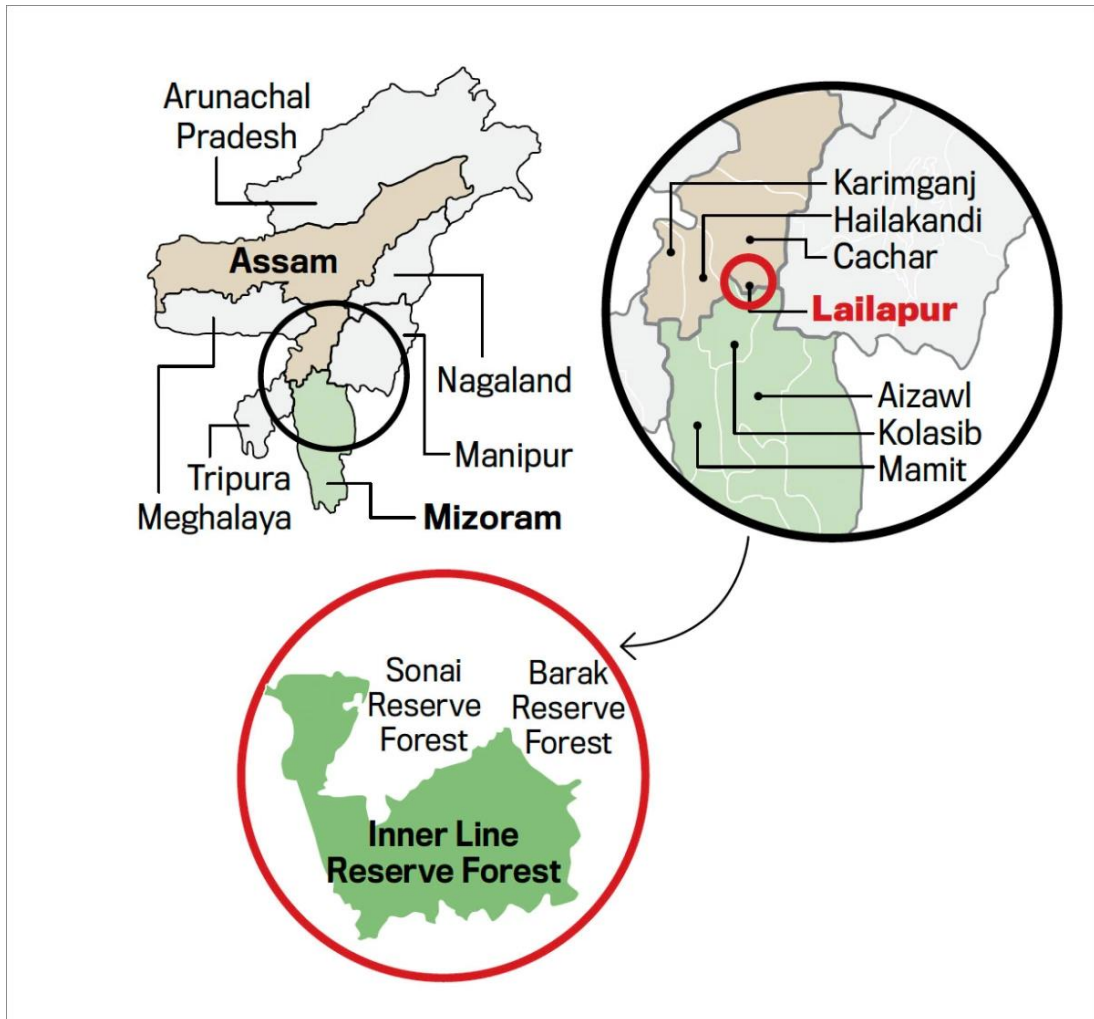 Arunachal
Pradesh
Assam
Nagaland
Manipur
Tripura
Meghalaya
Mizoram
Karimganj
Hailakandi
Cachar
Lailapur
Aizawl
Kolasib
Mamit
Sonai
Reserve
Forest
Barak
Reserve
Forest
Inner Line
Reserve Forest